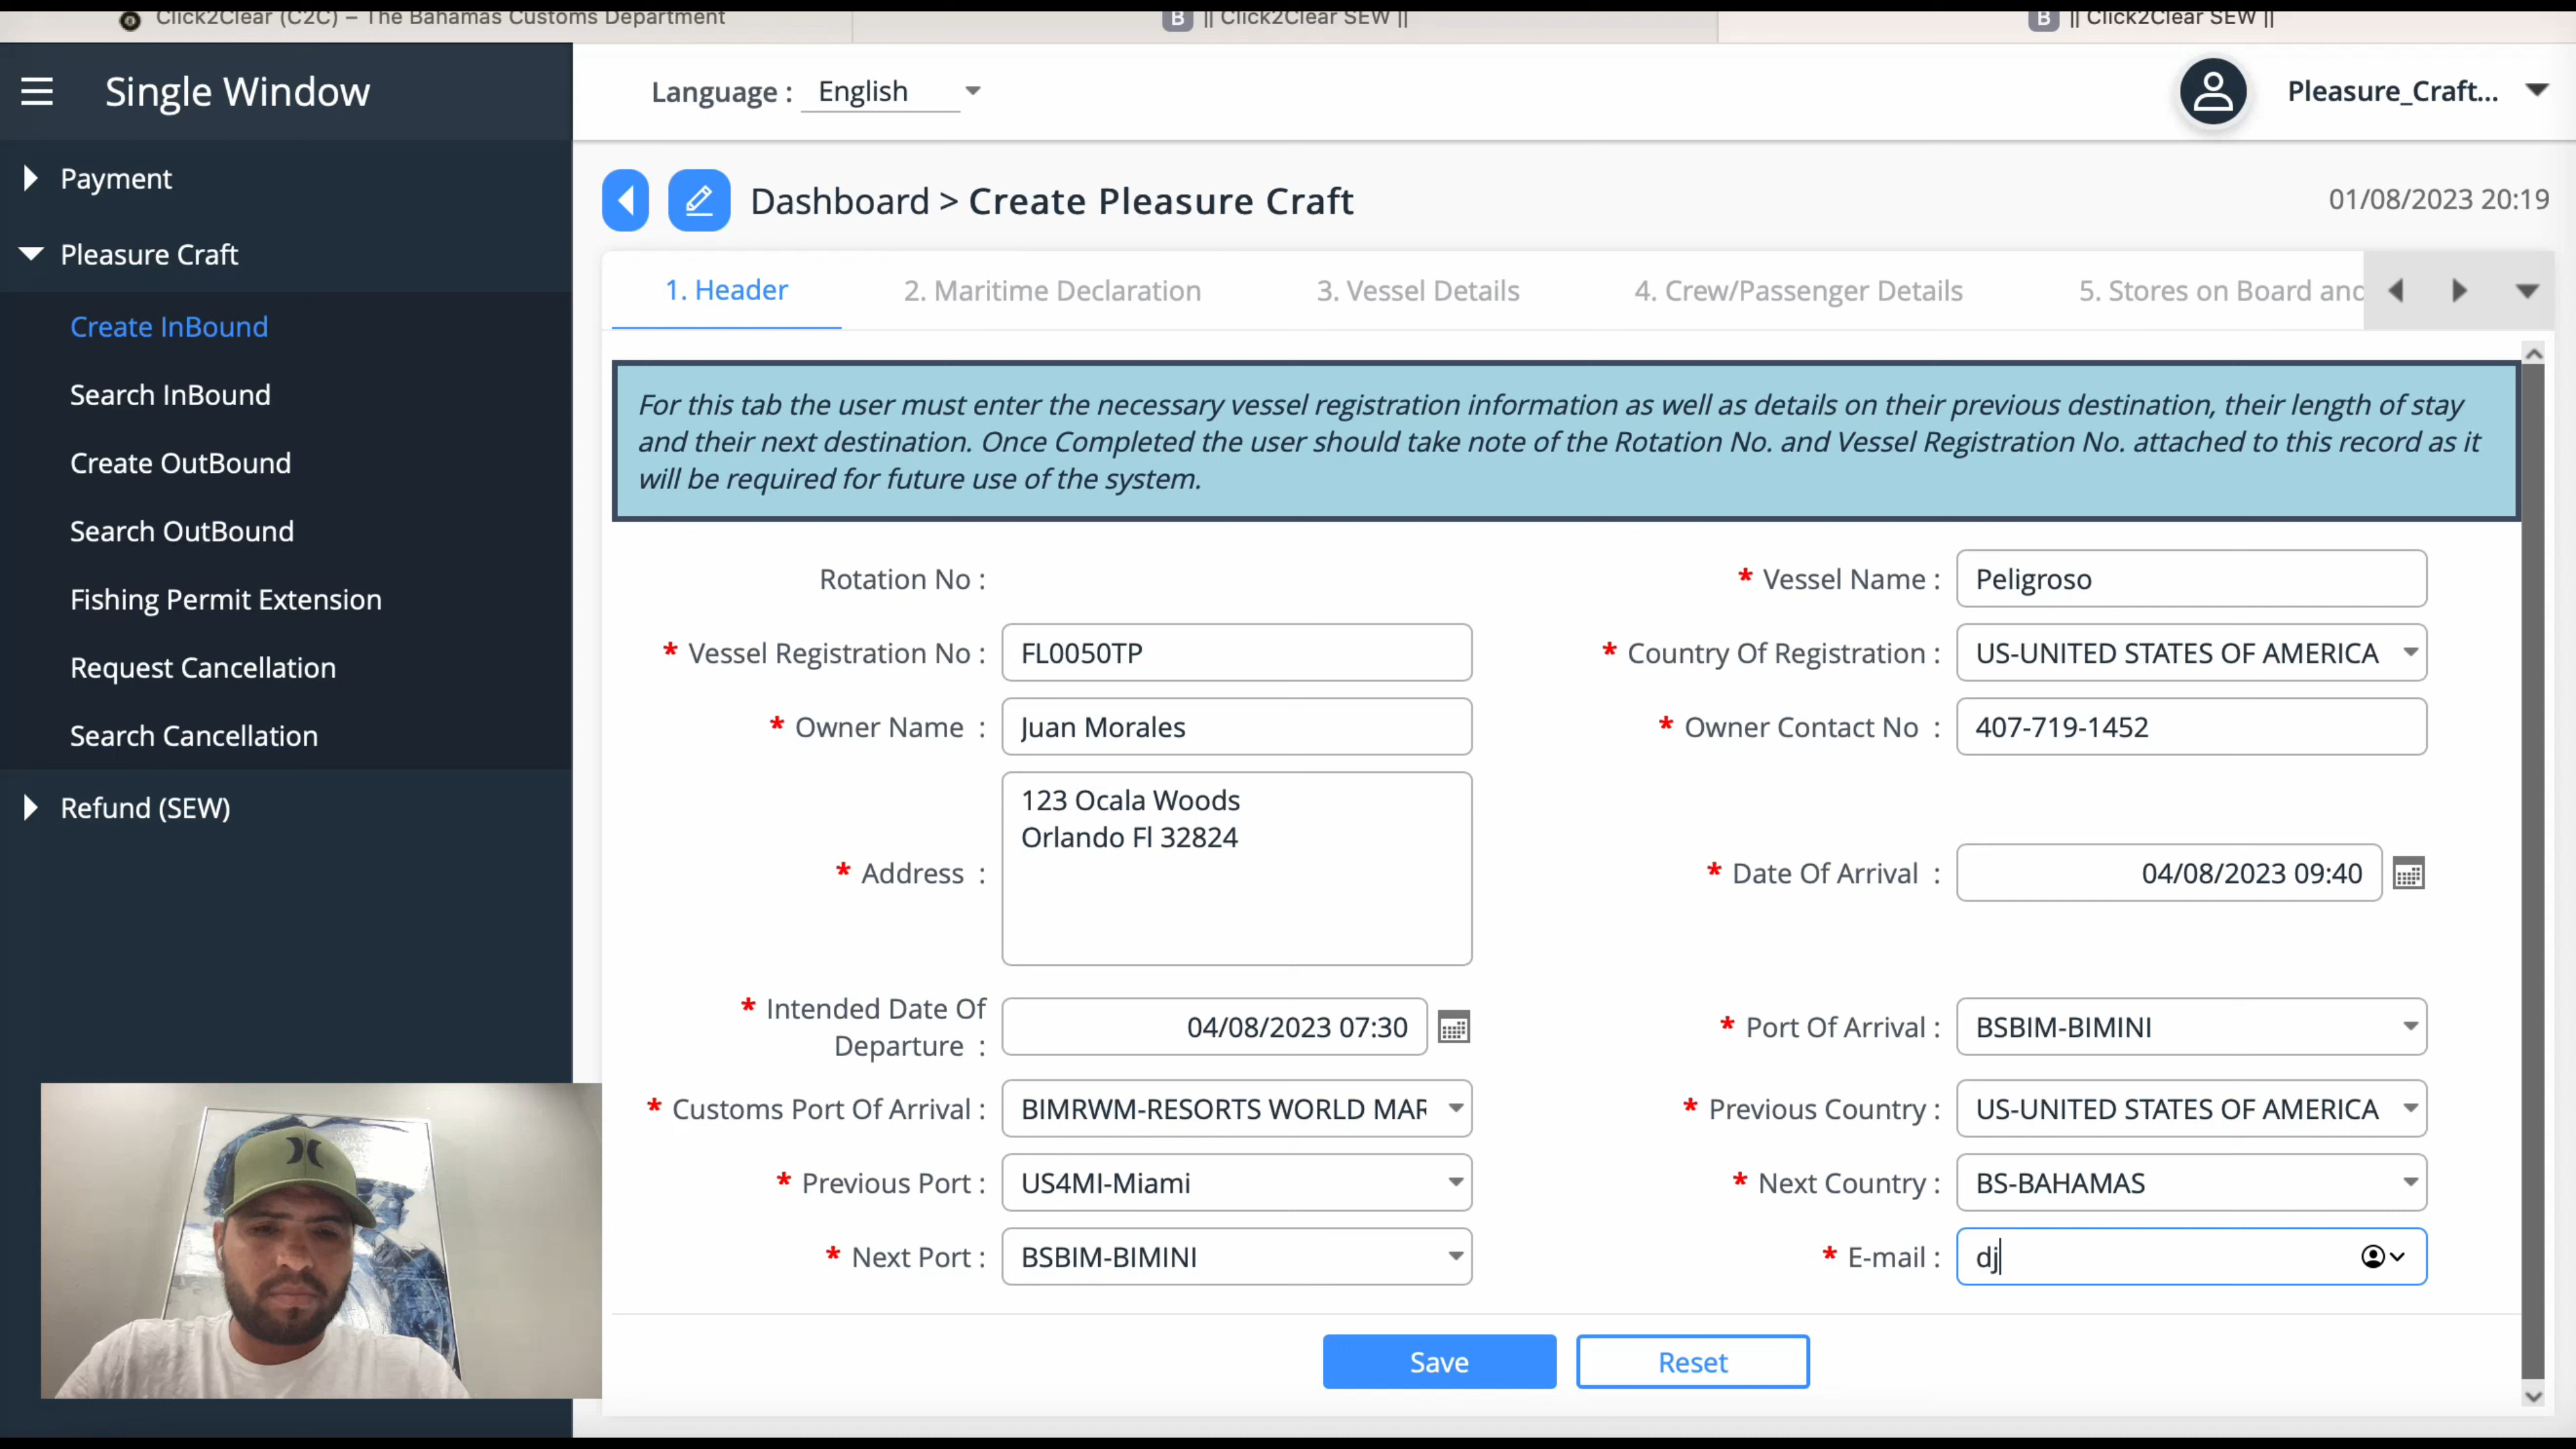 Click2Clear (C2C) – The Bahamas Customs Department
B || Click2Clear SEW ||
B || Click2Clear SEW ||
Single Window
Language : English
Pleasure_Craft...
Payment
Pleasure Craft
Create InBound
Search InBound
Create OutBound
Search OutBound
Fishing Permit Extension
Request Cancellation
Search Cancellation
Refund (SEW)
Dashboard > Create Pleasure Craft
01/08/2023 20:19
1. Header
2. Maritime Declaration
3. Vessel Details
4. Crew/Passenger Details
5. Stores on Board and
For this tab the user must enter the necessary vessel registration information as well as details on their previous destination, their length of stay
and their next destination. Once Completed the user should take note of the Rotation No. and Vessel Registration No. attached to this record as it
will be required for future use of the system.
Rotation No :
* Vessel Name : Peligroso
* Vessel Registration No : FL0050TP
* Country Of Registration : US-UNITED STATES OF AMERICA
* Owner Name : Juan Morales
* Owner Contact No : 407-719-1452
* Address :
123 Ocala Woods
Orlando Fl 32824
* Date Of Arrival : 04/08/2023 09:40
* Intended Date Of
Departure : 04/08/2023 07:30
* Port Of Arrival : BSBIM-BIMINI
* Customs Port Of Arrival : BIMRWM-RESORTS WORLD MAR
* Previous Country : US-UNITED STATES OF AMERICA
* Previous Port : US4MI-Miami
* Next Country : BS-BAHAMAS
* Next Port : BSBIM-BIMINI
* E-mail : dj
Save
Reset